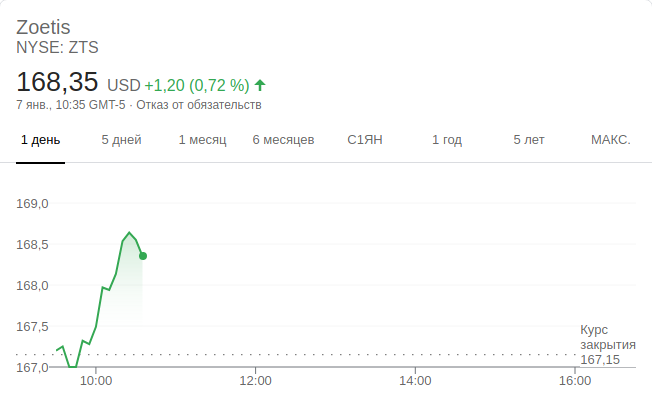 Zoetis
NYSE: ZTS
168,35 USD +1,20 (0,72 %)
7 янв., 10:35 GMT-5 · Отказ от обязательств
1 день 5 дней 1 месяц 6 месяцев С1ЯН 1 год 5 лет МАКС.
169,0
168,5
168,0
167,5
167,0
Курс
закрытия
167,15
10:00 12:00 14:00 16:00